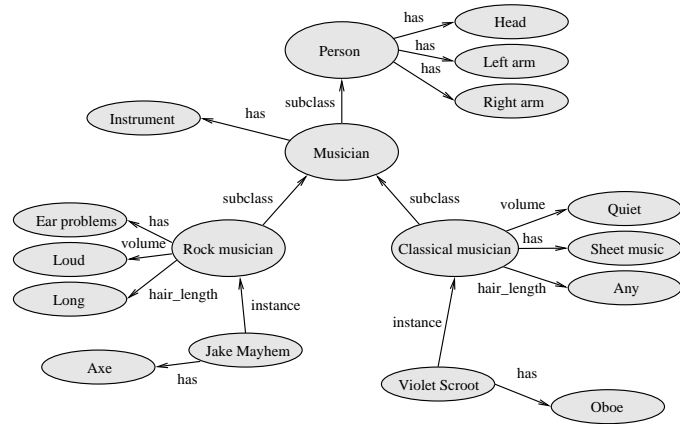 has
Head
Person
has
Left arm
has
Right arm
subclass
has
Instrument
Musician
subclass
subclass
volume
Quiet
Ear problems
has
volume
Rock musician
Classical musician
has
Sheet music
Loud
Long
hair_length
hair_length
Any
instance
instance
Jake Mayhem
Axe
has
Violet Scroot
has
Oboe